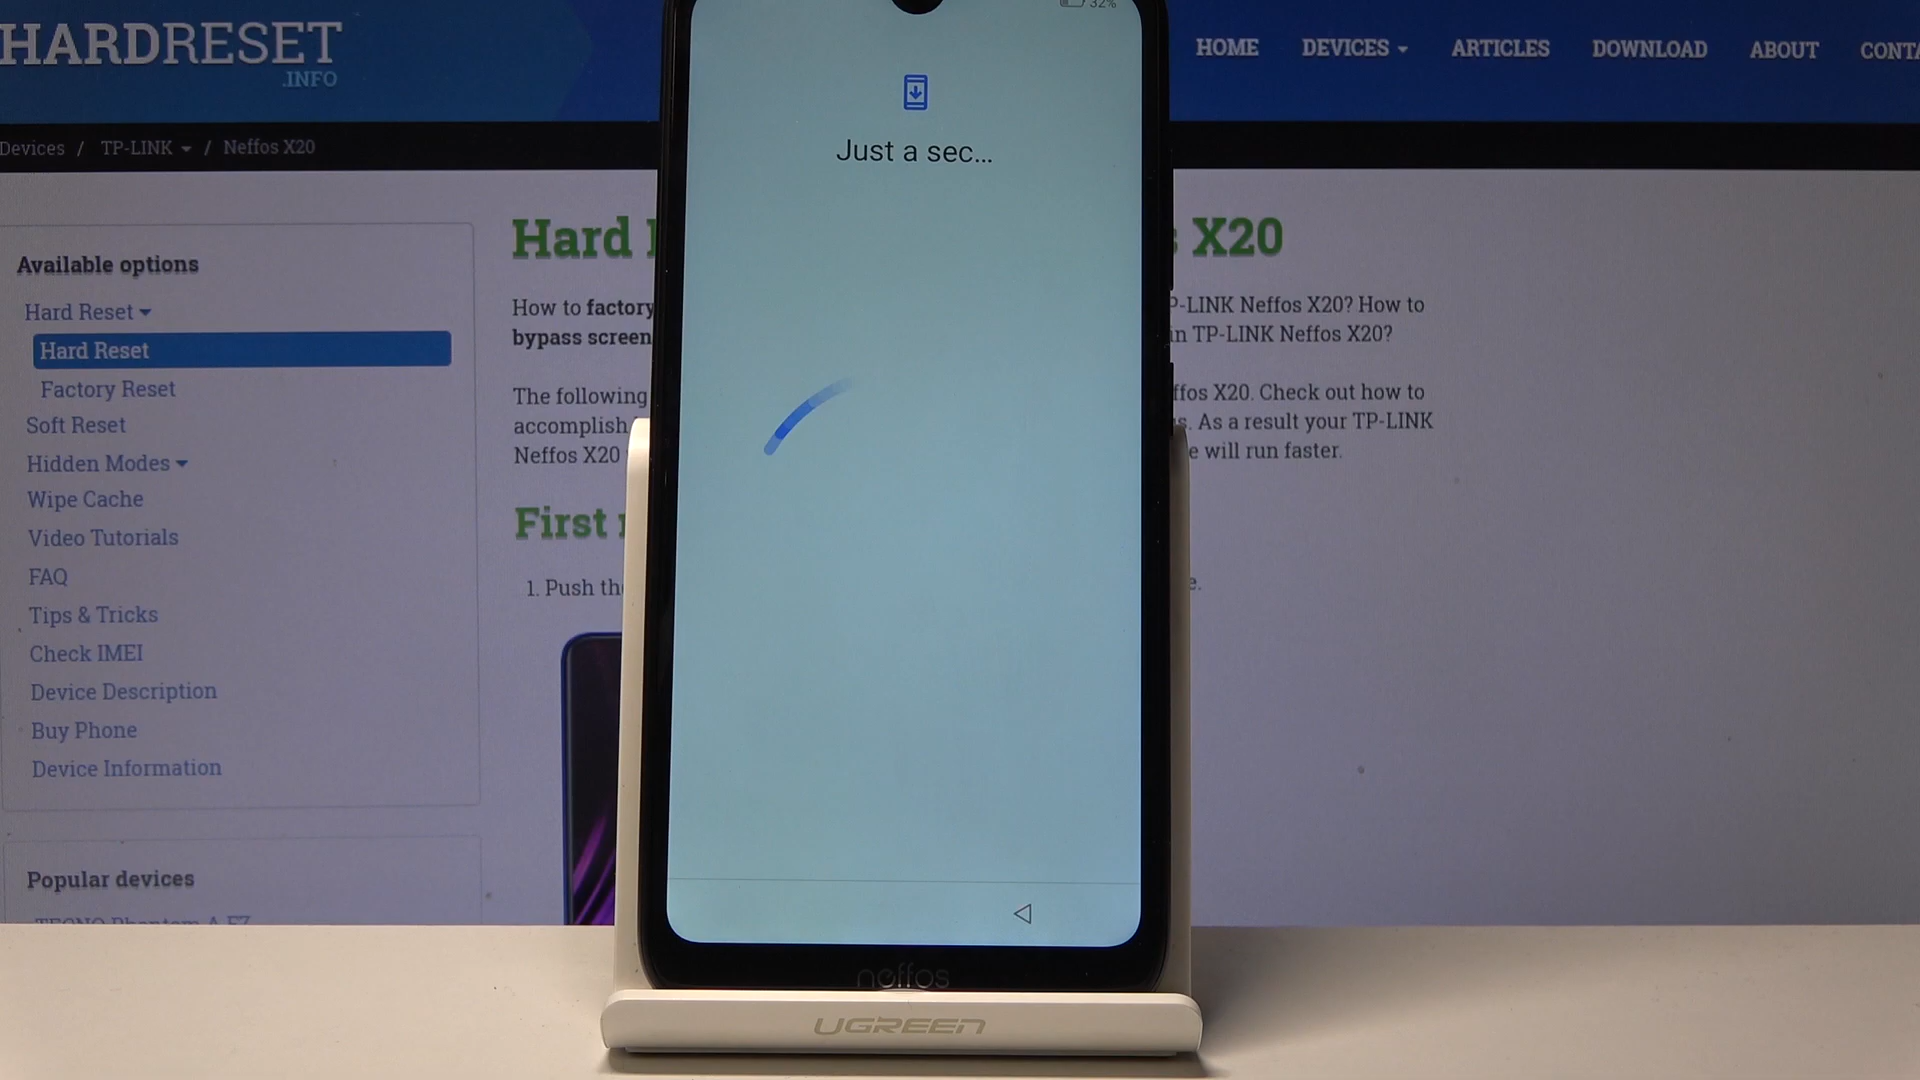 HARDRESET
.INFO
HOME DEVICES ARTICLES DOWNLOAD ABOUT
Devices / TP-LINK / Neffos X20
32%
Just a sec...
Available options
Hard Reset
Hard Reset
Factory Reset
Soft Reset
Hidden Modes
Wipe Cache
Video Tutorials
FAQ
Tips & Tricks
Check IMEI
Device Description
Buy Phone
Device Information
Popular devices
Hard X20
How to factory P-LINK Neffos X20? How to
bypass screen in TP-LINK Neffos X20?
The following ffos X20. Check out how to
accomplish s. As a result your TP-LINK
Neffos X20 e will run faster.
First
1. Push the e.
neffos
UGREEN